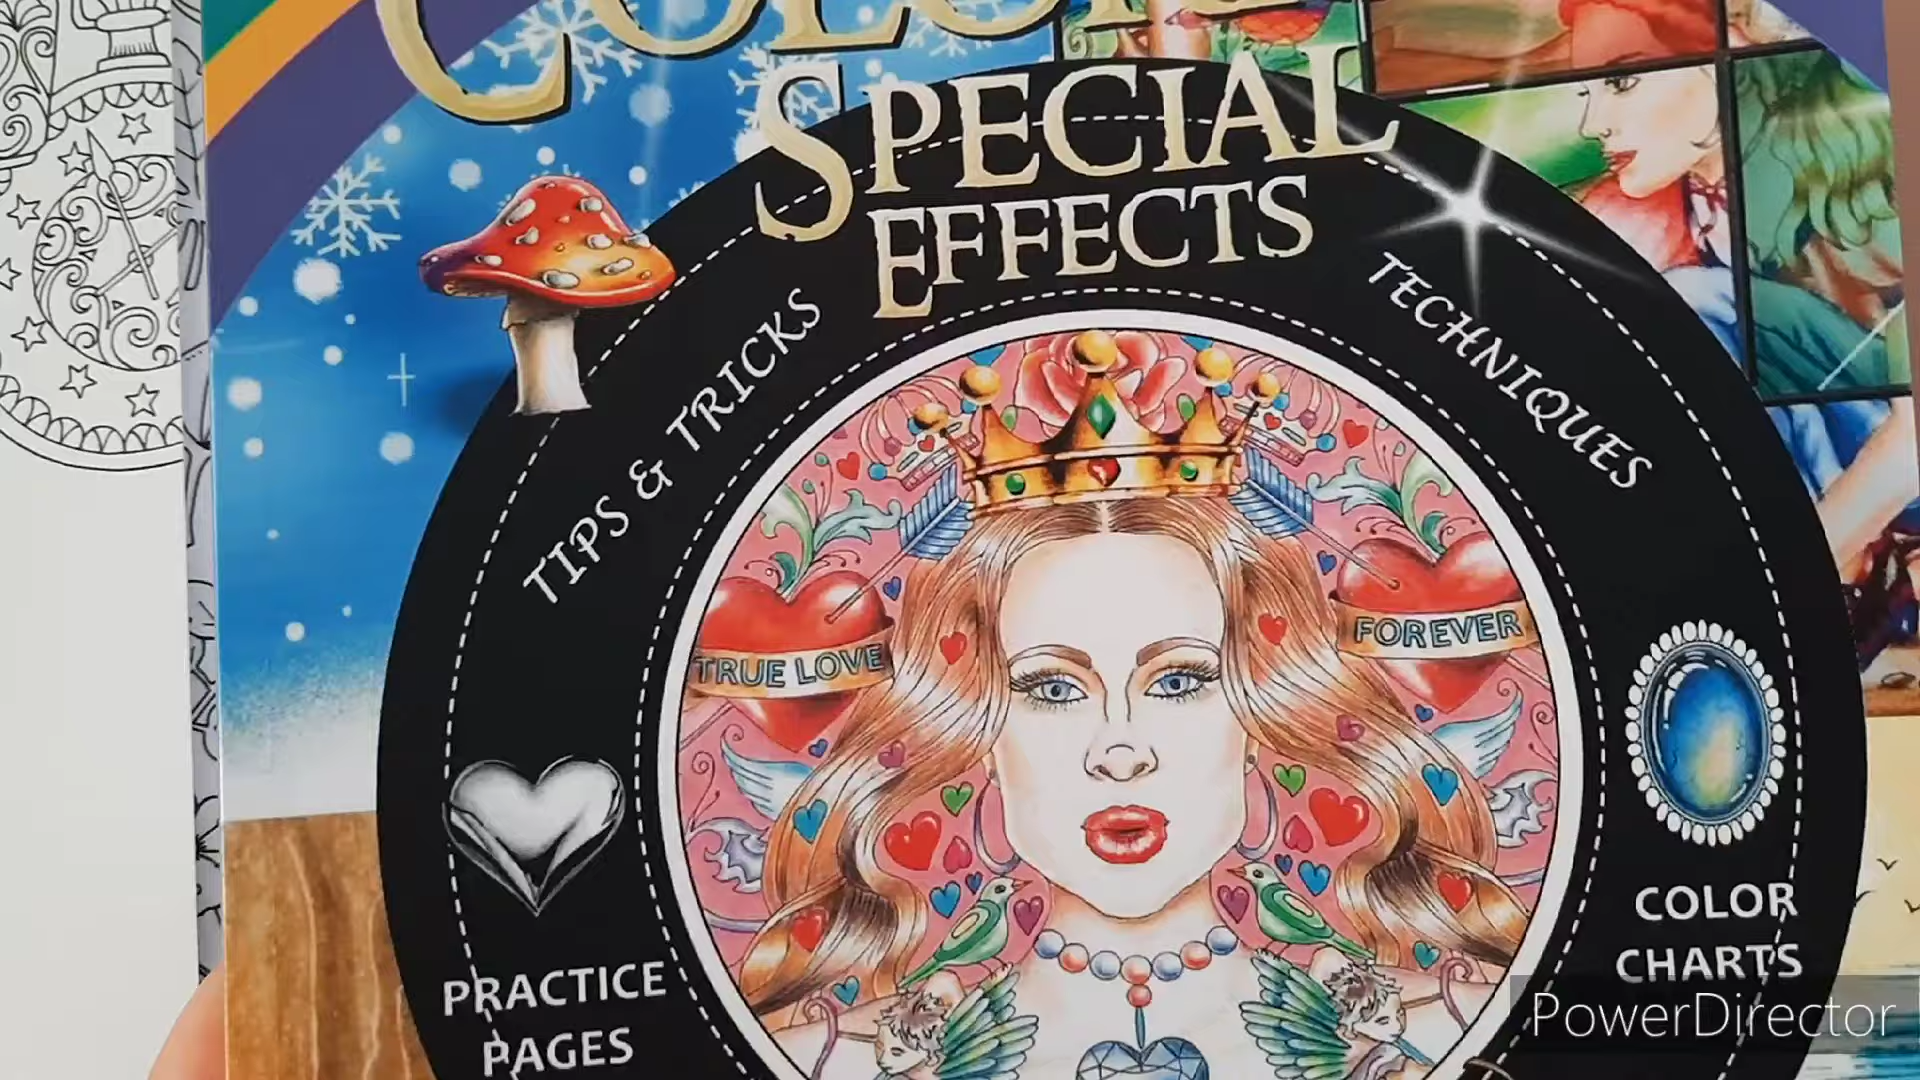 SPECIAL
EFFECTS
TIPS & TRICKS
TECHNIQUES
TRUE LOVE
FOREVER
PRACTICE
PAGES
COLOR
CHARTS
PowerDirector